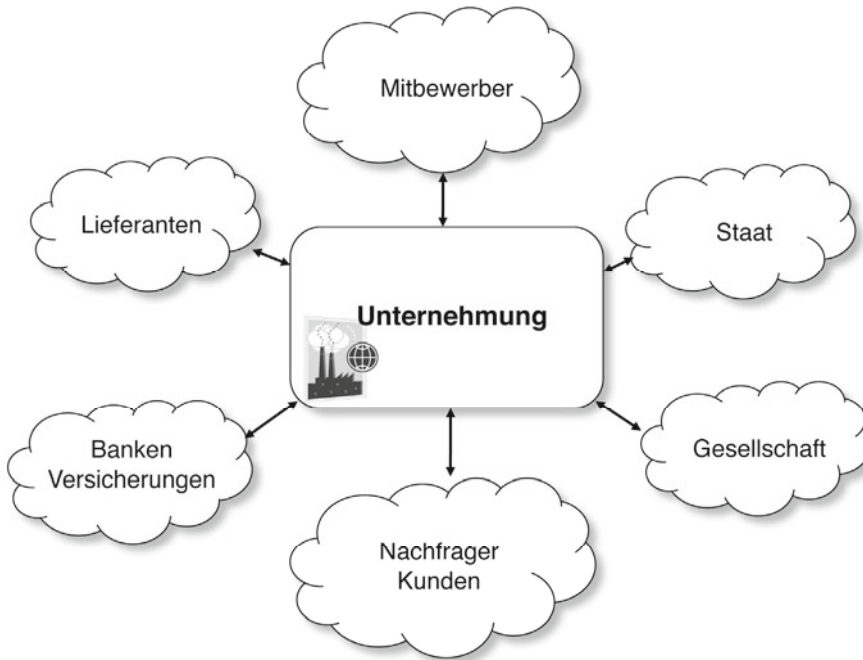 Mitbewerber
Lieferanten
Staat
Unternehmung
Banken
Versicherungen
Gesellschaft
Nachfrager
Kunden